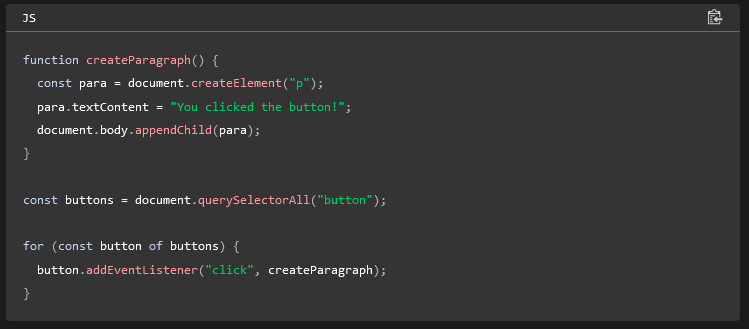 JS
function createParagraph() {
  const para = document.createElement("p");
  para.textContent = "You clicked the button!";
  document.body.appendChild(para);
}
const buttons = document.querySelectorAll("button");
for (const button of buttons) {
  button.addEventListener("click", createParagraph);
}